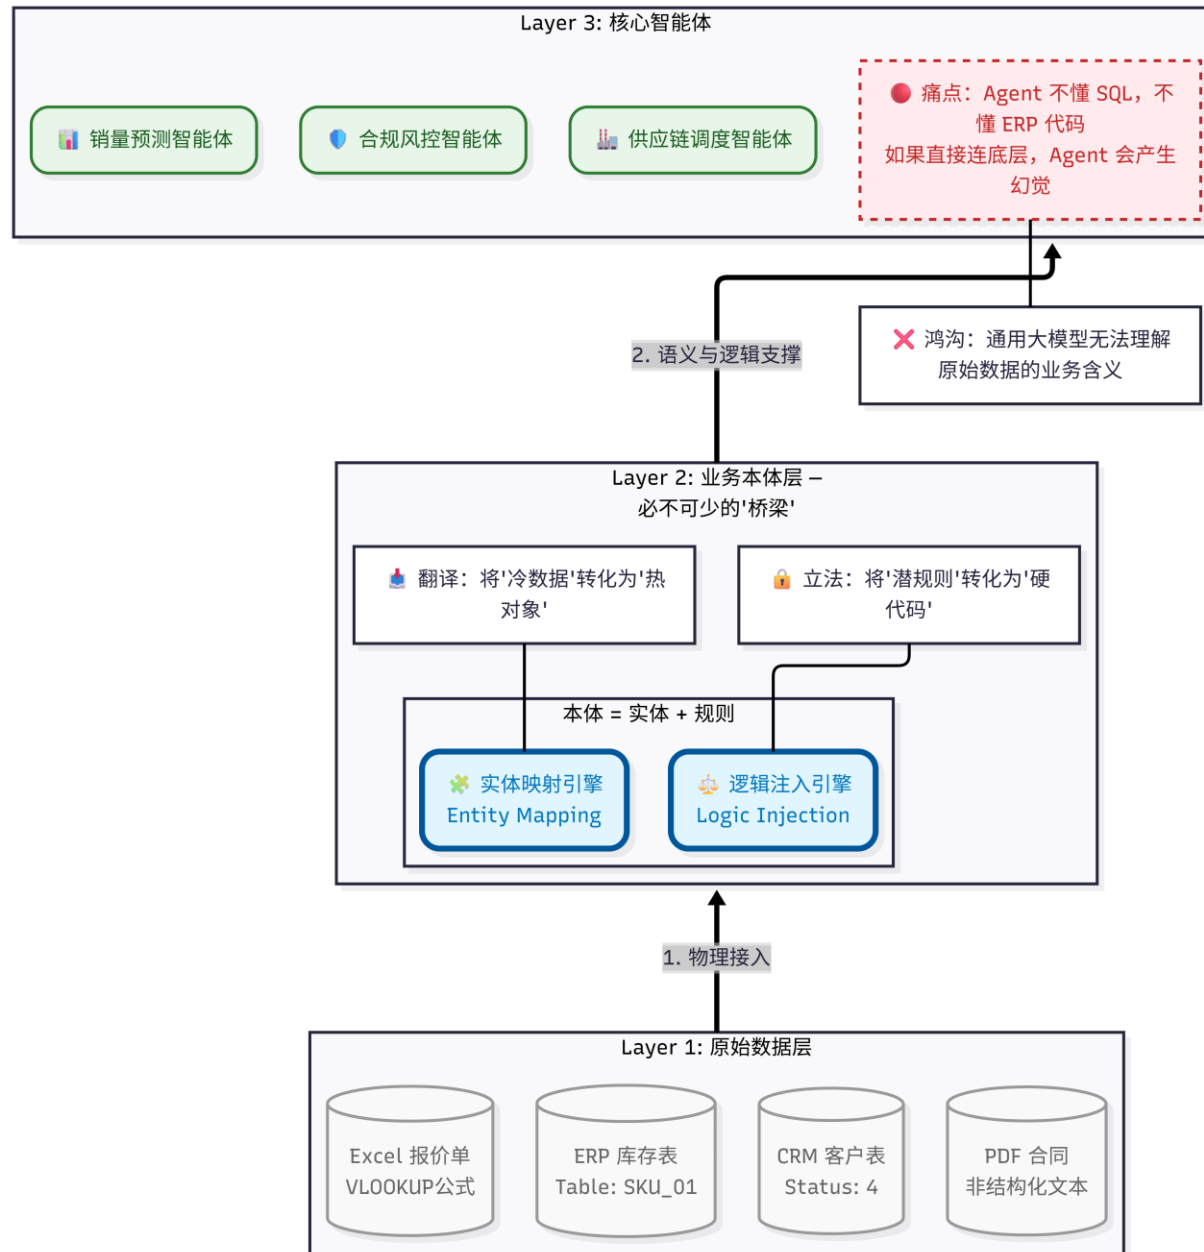 Layer 3: 核心智能体
销量预测智能体
合规风控智能体
供应链调度智能体
痛点：Agent 不懂 SQL，不
懂 ERP 代码
如果直接连底层，Agent 会产生
幻觉
2. 语义与逻辑支撑
鸿沟：通用大模型无法理解
原始数据的业务含义
Layer 2: 业务本体层 —
必不可少的'桥梁'
翻译：将'冷数据'转化为'热
对象'
立法：将'潜规则'转化为'硬
代码'
本体 = 实体 + 规则
实体映射引擎
Entity Mapping
逻辑注入引擎
Logic Injection
1. 物理接入
Layer 1: 原始数据层
Excel 报价单
VLOOKUP公式
ERP 库存表
Table: SKU_01
CRM 客户表
Status: 4
PDF 合同
非结构化文本